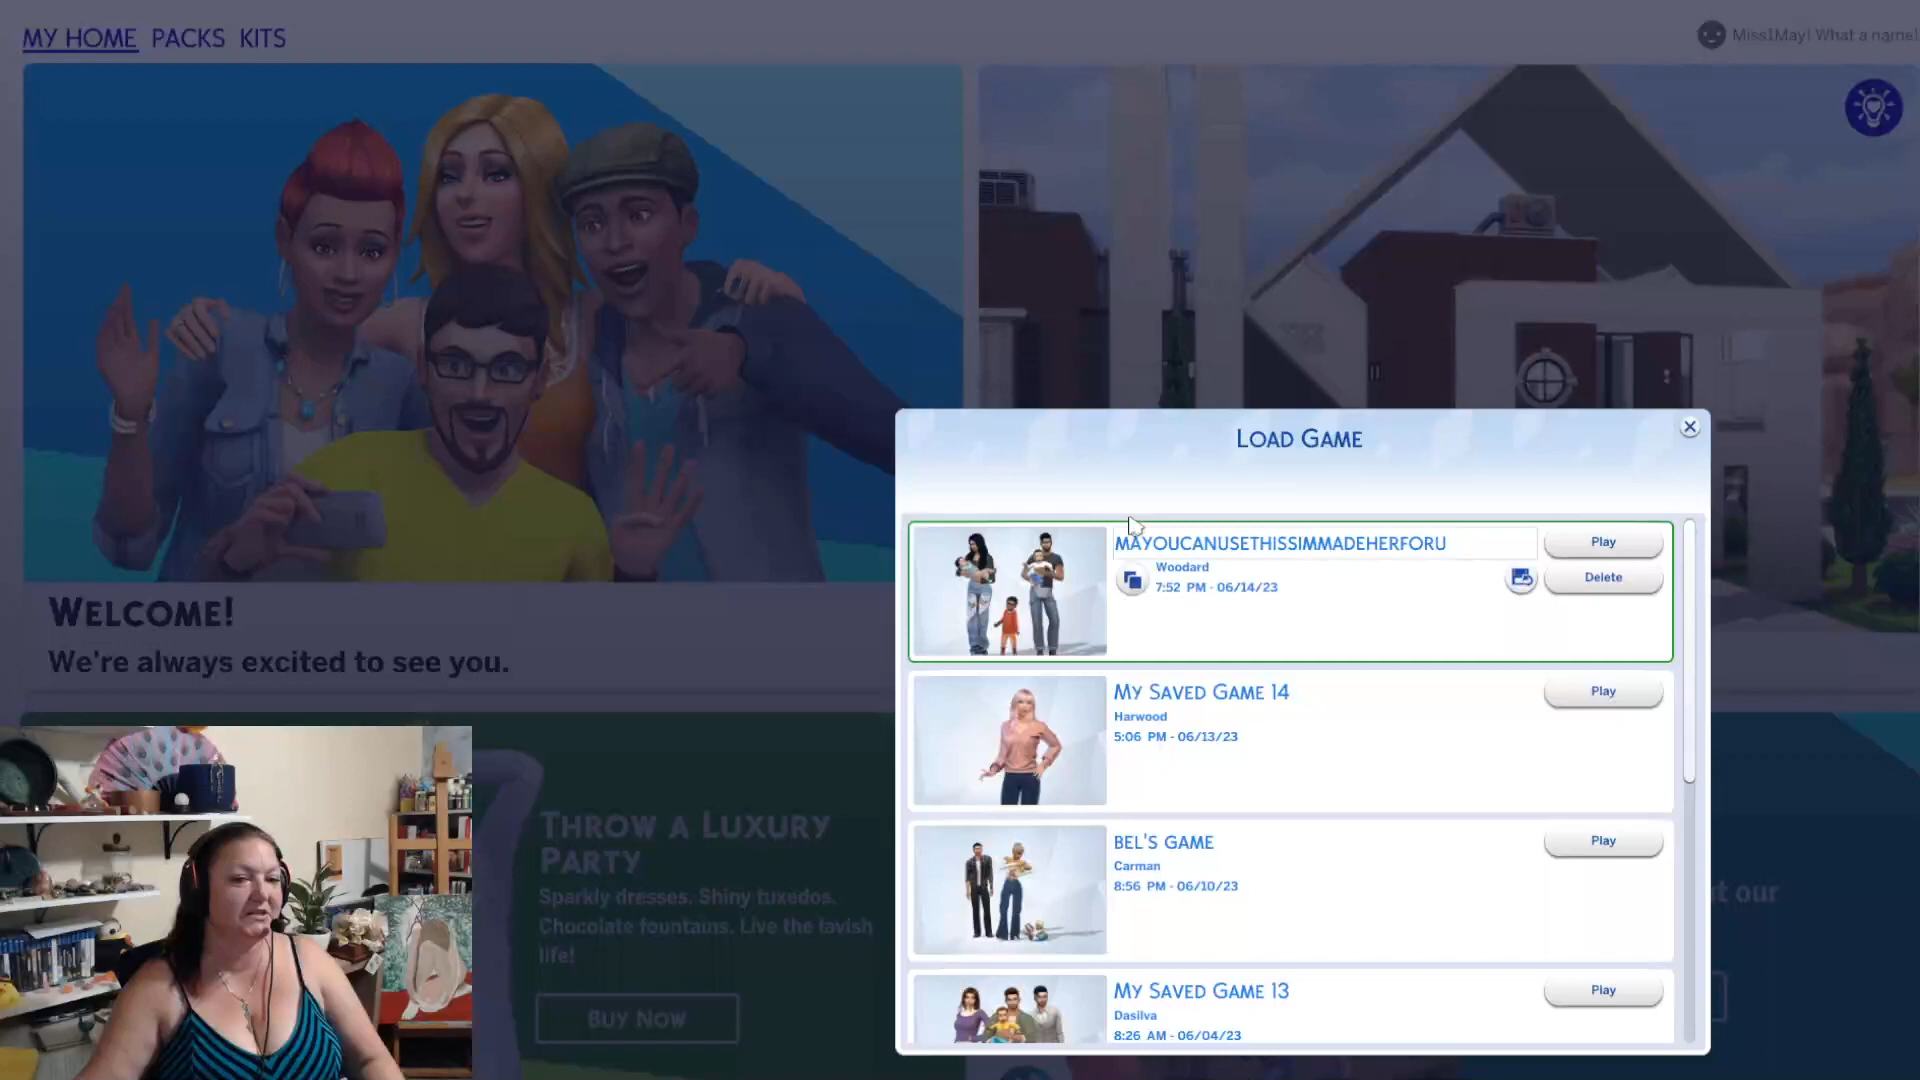 MY HOME PACKS KITS
Miss1May! What a name!
LOAD GAME
MAYOUCANUSETHISSIMMADEHERFORU
Woodard
7:52 PM - 06/14/23
Play
Delete
MY SAVED GAME 14
Harwood
5:06 PM - 06/13/23
Play
BEL'S GAME
Carman
8:56 PM - 06/10/23
Play
MY SAVED GAME 13
Dasilva
8:26 AM - 06/04/23
Play
WELCOME!
We're always excited to see you.
THROW A LUXURY
PARTY
Sparkly dresses. Shiny tuxedos.
Chocolate fountains. Live the lavish
life!
Buy Now
t our